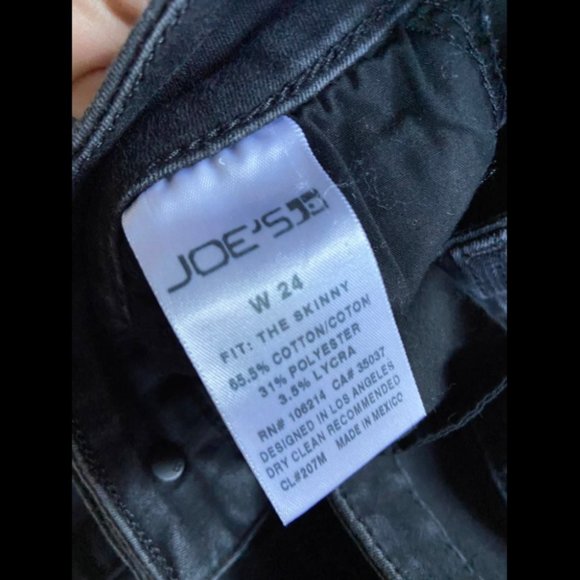 JOE'S
W 24
FIT: THE SKINNY
65.5% COTTON/COTON
31% POLYESTER
3.5% LYCRA
RN# 106214 CA# 35037
DESIGNED IN LOS ANGELES
DRY CLEAN RECOMMENDED
CL#207M MADE IN MEXICO